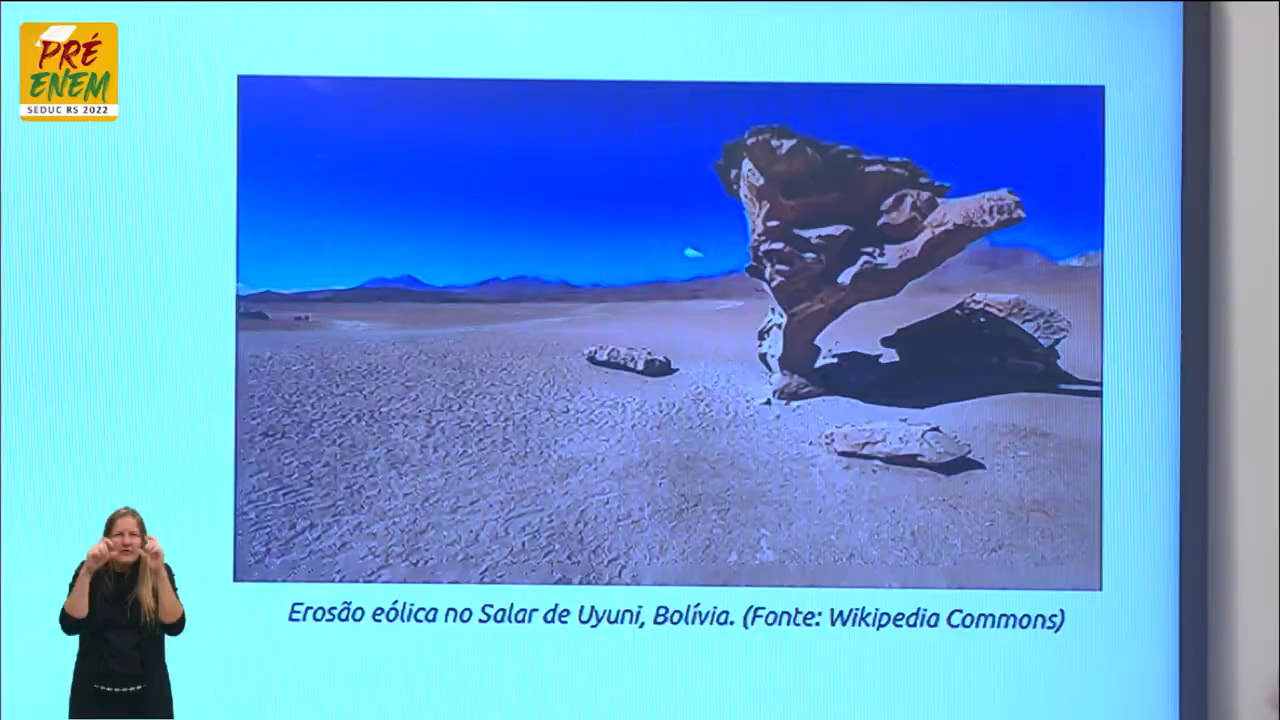 PRÉ
ENEM
SEDUC RS 2022
Erosão eólica no Salar de Uyuni, Bolívia. (Fonte: Wikipedia Commons)